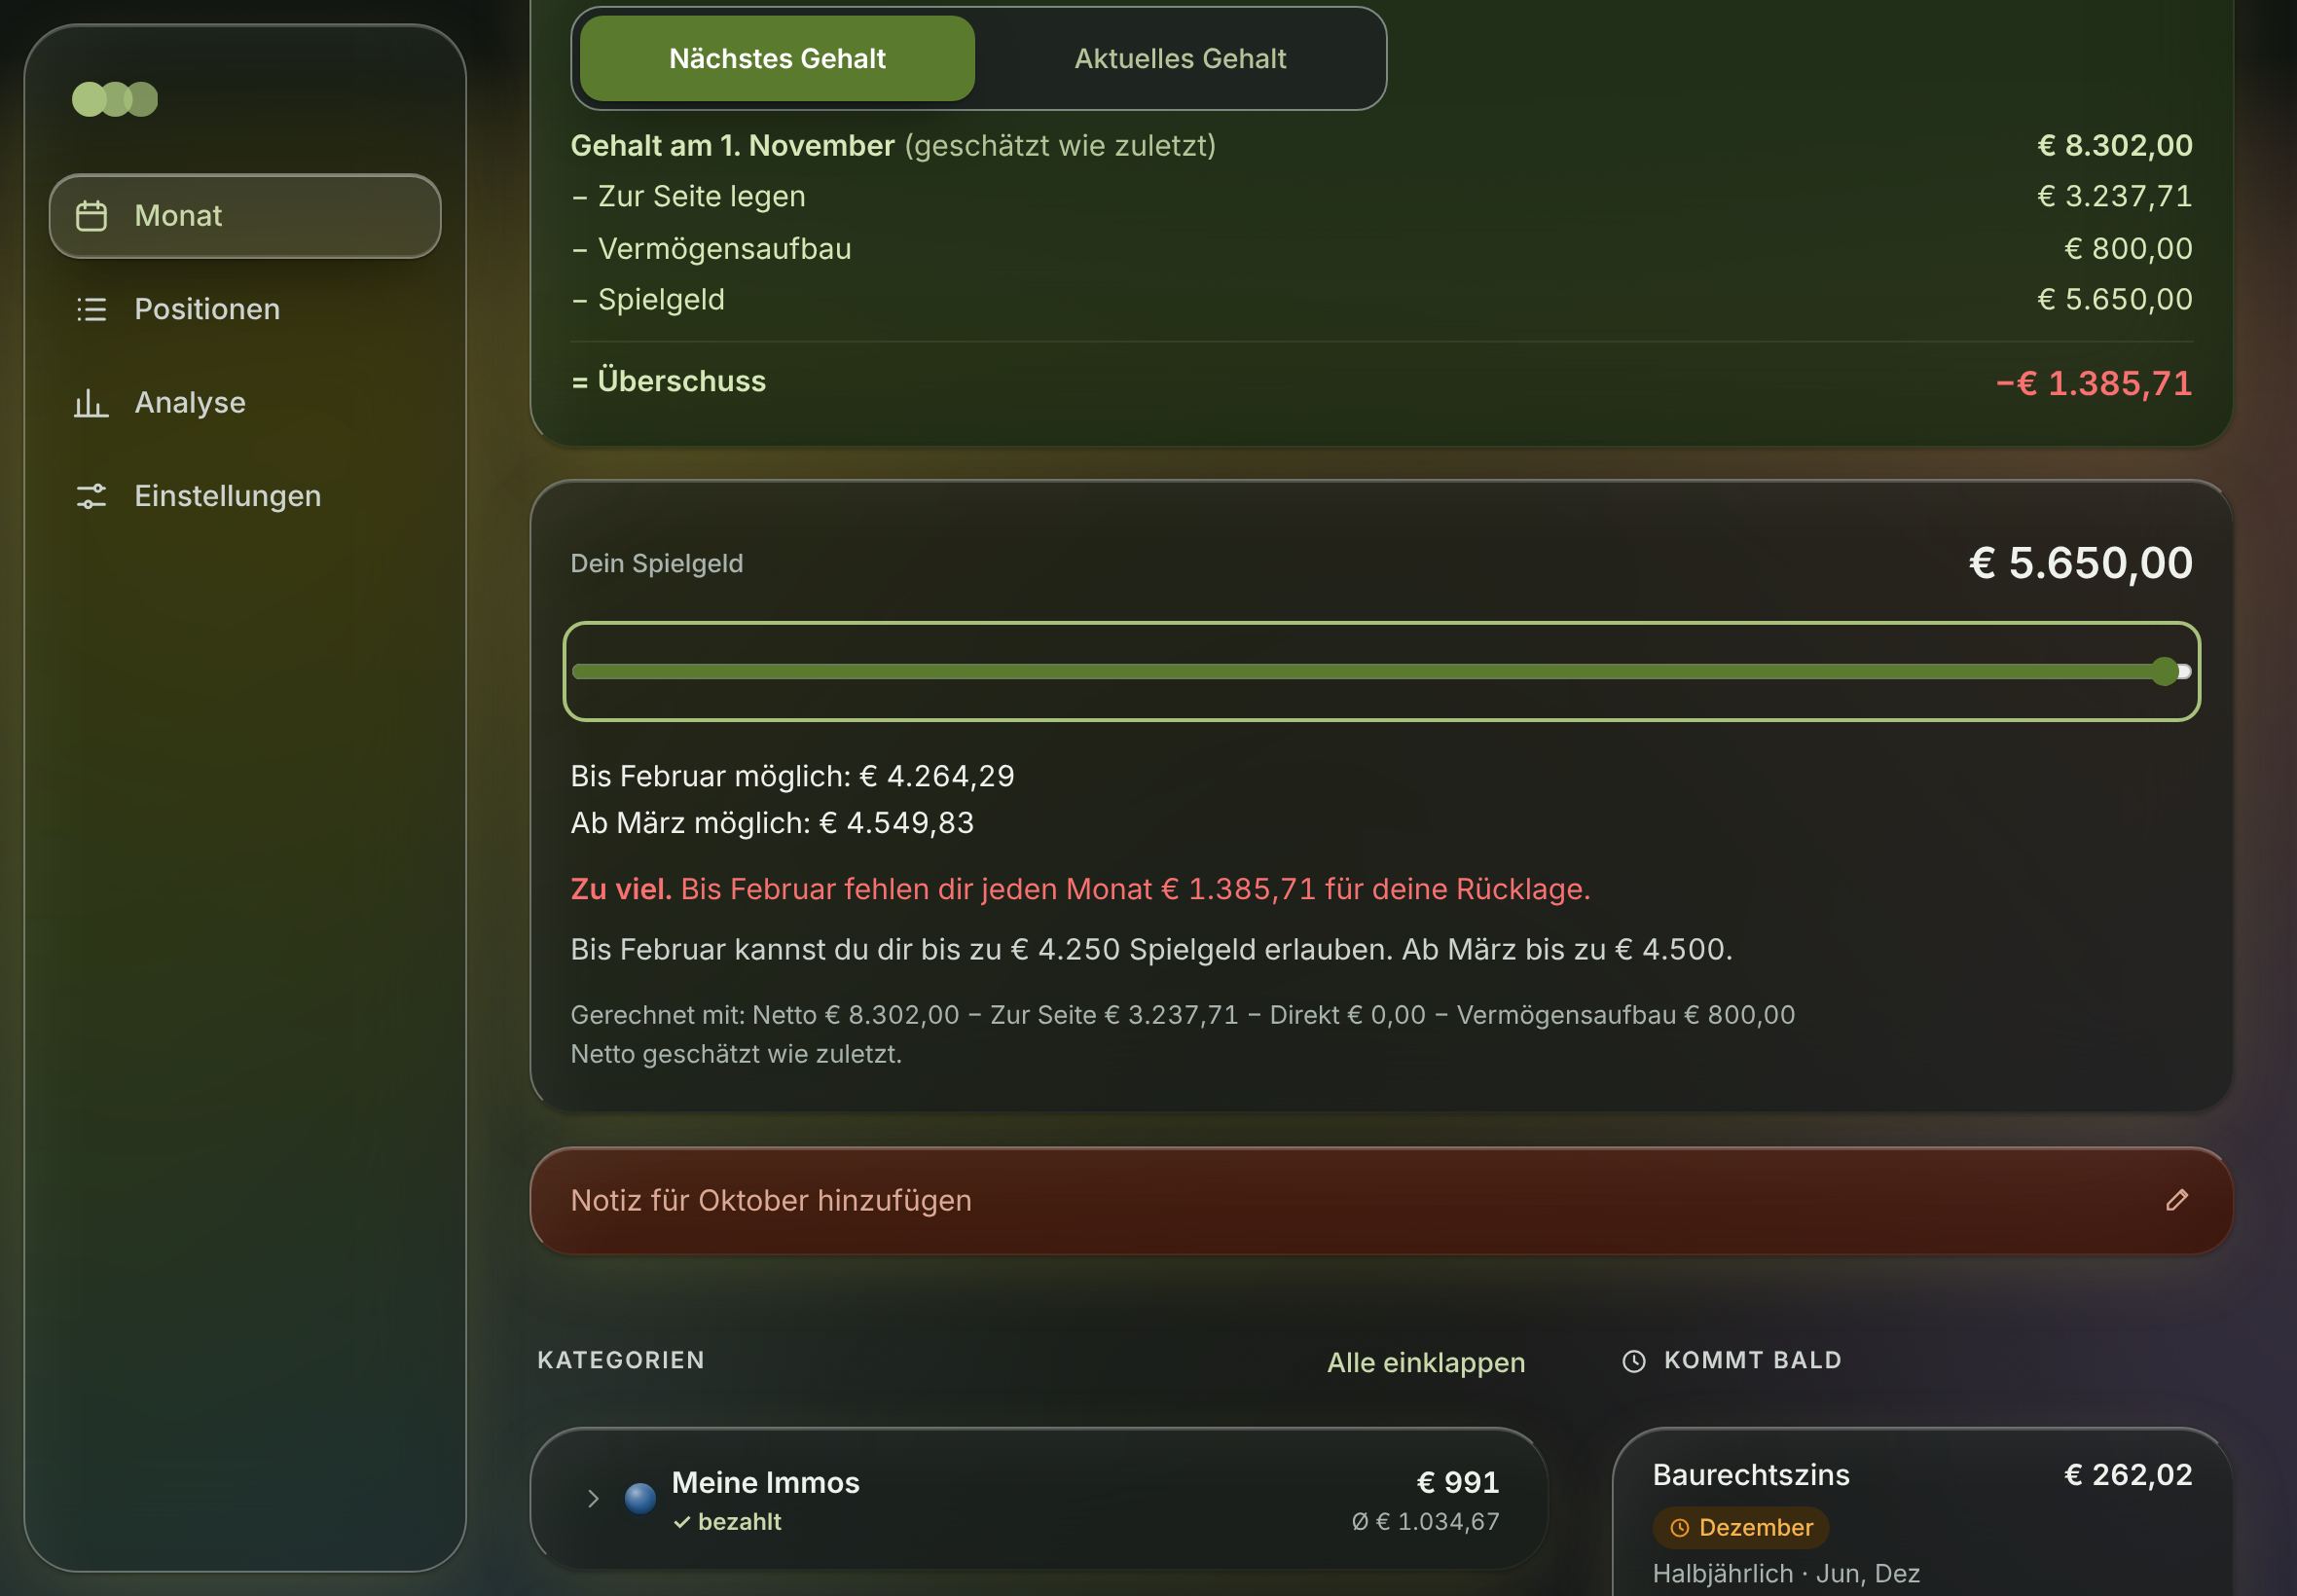 Nächstes Gehalt Aktuelles Gehalt
Gehalt am 1. November (geschätzt wie zuletzt) € 8.302,00
– Zur Seite legen € 3.237,71
– Vermögensaufbau € 800,00
– Spielgeld € 5.650,00
= Überschuss –€ 1.385,71
Monat
Positionen
Analyse
Einstellungen
Dein Spielgeld € 5.650,00
Bis Februar möglich: € 4.264,29
Ab März möglich: € 4.549,83
Zu viel. Bis Februar fehlen dir jeden Monat € 1.385,71 für deine Rücklage.
Bis Februar kannst du dir bis zu € 4.250 Spielgeld erlauben. Ab März bis zu € 4.500.
Gerechnet mit: Netto € 8.302,00 – Zur Seite € 3.237,71 – Direkt € 0,00 – Vermögensaufbau € 800,00
Netto geschätzt wie zuletzt.
Notiz für Oktober hinzufügen
KATEGORIEN Alle einklappen
Meine Immos € 991
✓ bezahlt Ø € 1.034,67
KOMMT BALD
Baurechtszins € 262,02
Dezember
Halbjährlich · Jun, Dez